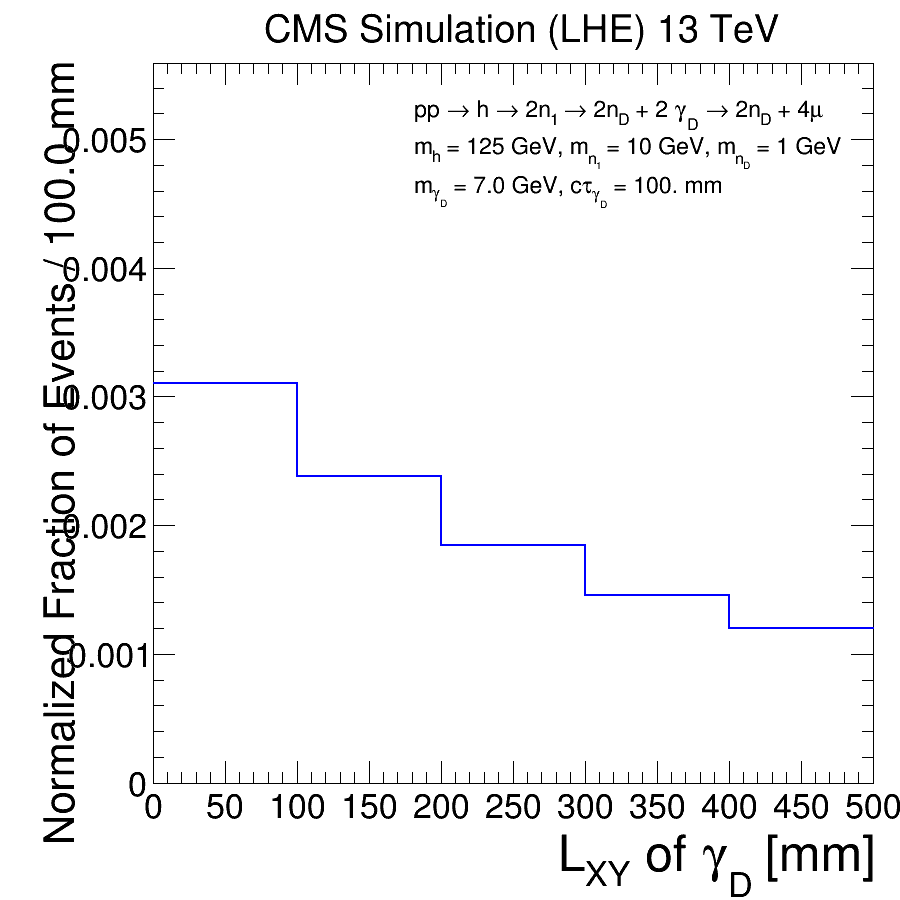 CMS Simulation (LHE) 13 TeV
pp → h → 2n1 → 2nD + 2 γD → 2nD + 4μ
mh = 125 GeV, mn1 = 10 GeV, mnD = 1 GeV
mγD = 7.0 GeV, cτγD = 100. mm
Normalized Fraction of Events / 100.0 mm
0.005
0.004
0.003
0.002
0.001
0
0 50 100 150 200 250 300 350 400 450 500
LXY of γD [mm]